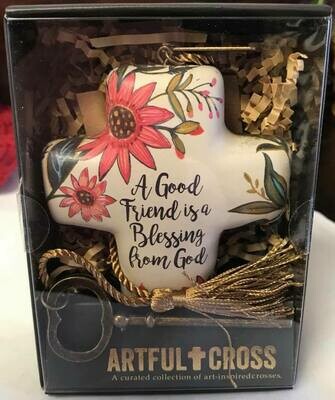 A Good
Friend is a
Blessing
from God
ARTFUL✝CROSS
A curated collection of art-inspired crosses.